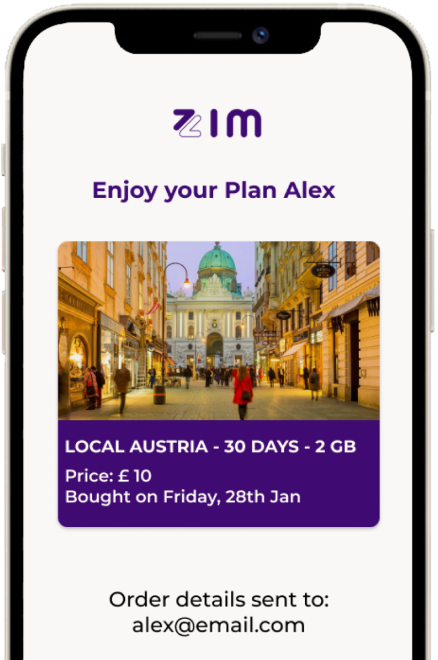 ZIM
Enjoy your Plan Alex
LOCAL AUSTRIA - 30 DAYS - 2 GB
Price: £ 10
Bought on Friday, 28th Jan
Order details sent to:
alex@email.com